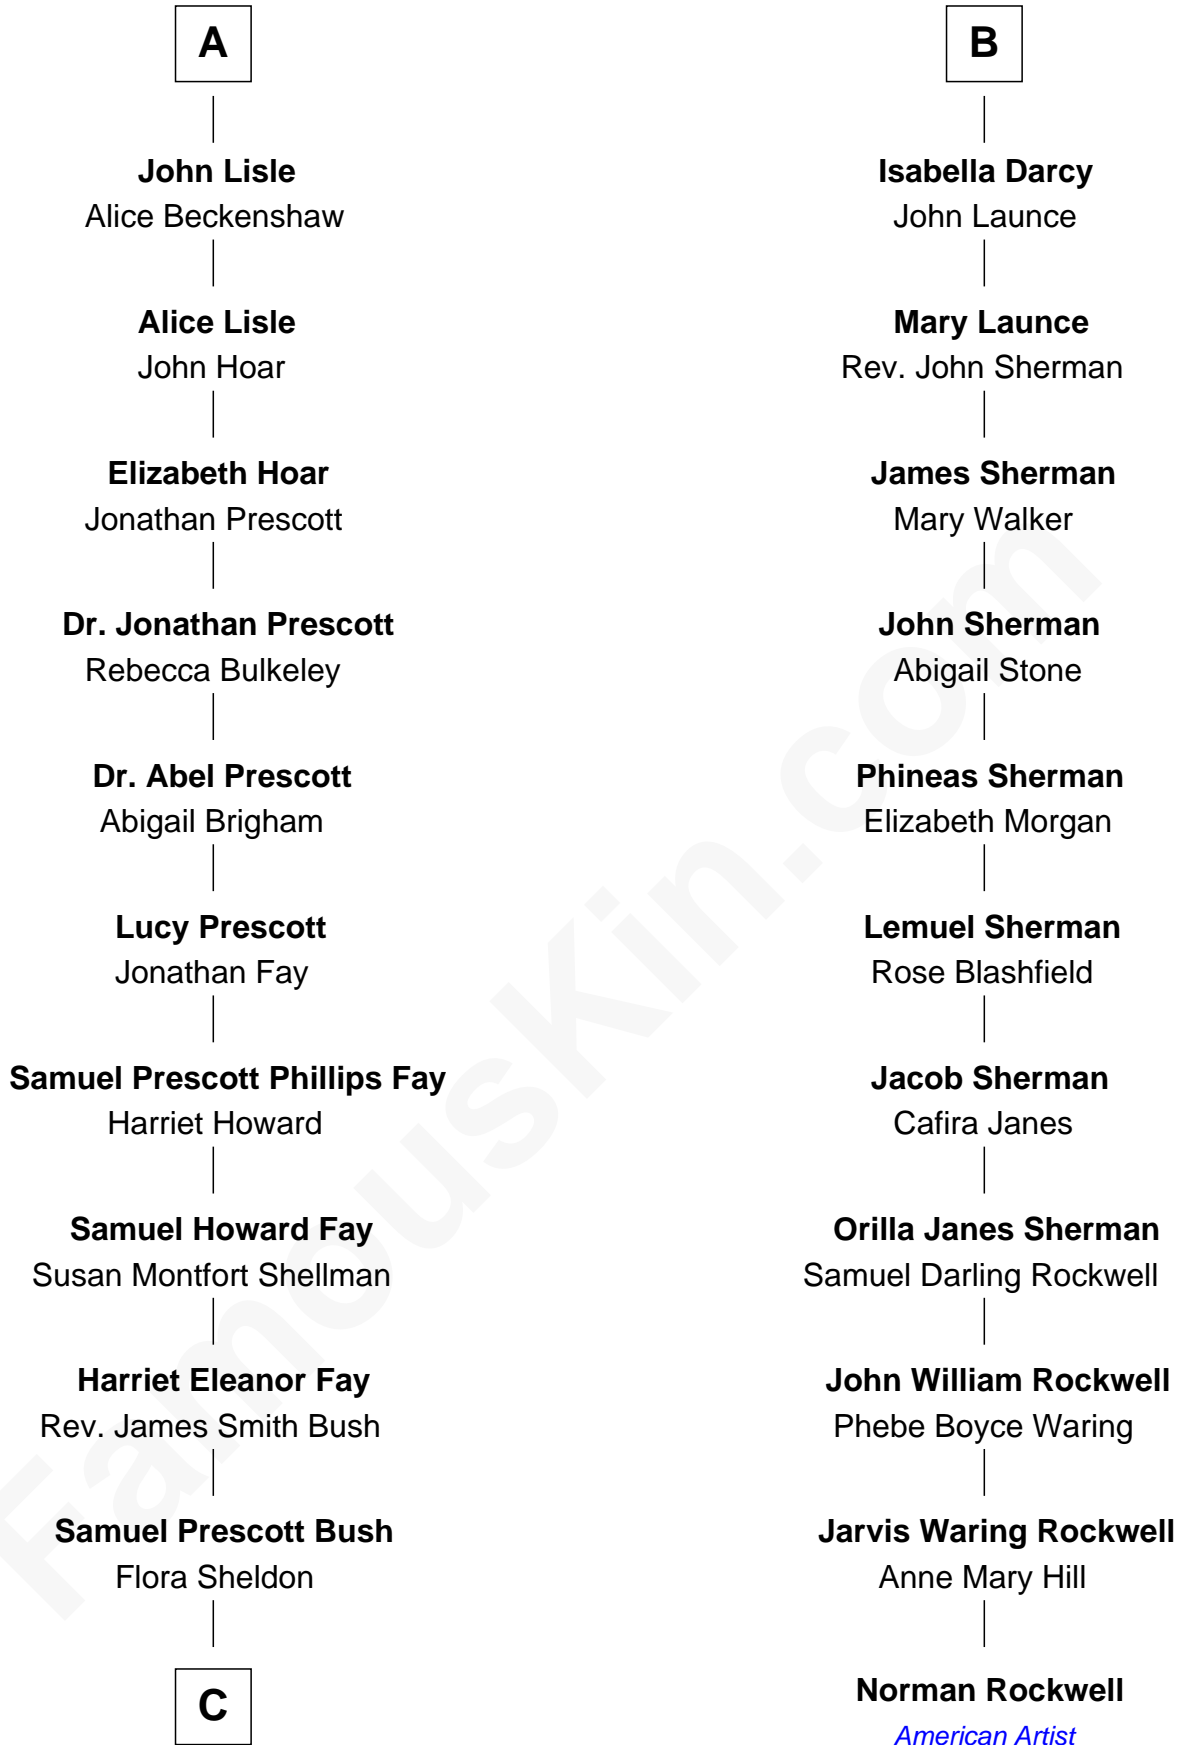 A
John Lisle
Alice Beckenshaw
Alice Lisle
John Hoar
Elizabeth Hoar
Jonathan Prescott
Dr. Jonathan Prescott
Rebecca Bulkeley
Dr. Abel Prescott
Abigail Brigham
Lucy Prescott
Jonathan Fay
Samuel Prescott Phillips Fay
Harriet Howard
Samuel Howard Fay
Susan Montfort Shellman
Harriet Eleanor Fay
Rev. James Smith Bush
Samuel Prescott Bush
Flora Sheldon
C
B
Isabella Darcy
John Launce
Mary Launce
Rev. John Sherman
James Sherman
Mary Walker
John Sherman
Abigail Stone
Phineas Sherman
Elizabeth Morgan
Lemuel Sherman
Rose Blashfield
Jacob Sherman
Cafira Janes
Orilla Janes Sherman
Samuel Darling Rockwell
John William Rockwell
Phebe Boyce Waring
Jarvis Waring Rockwell
Anne Mary Hill
Norman Rockwell
American Artist
FamousKin.com